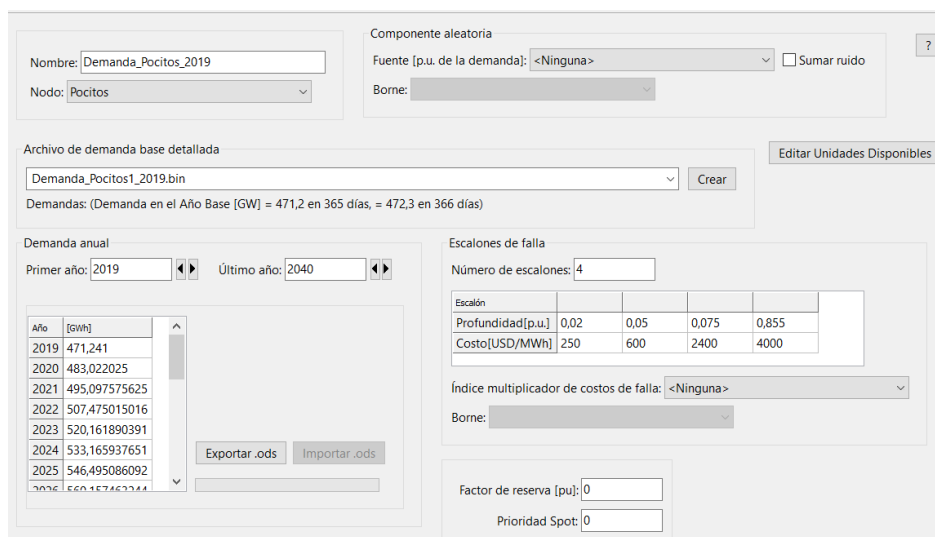 Componente aleatoria
Nombre: Demanda_Pocitos_2019
Fuente [p.u. de la demanda]: <Ninguna>
Sumar ruido
?
Nodo: Pocitos
Borne:
Archivo de demanda base detallada
Editar Unidades Disponibles
Demanda_Pocitos1_2019.bin
Crear
Demandas: (Demanda en el Año Base [GW] = 471,2 en 365 días, = 472,3 en 366 días)
Demanda anual
Primer año: 2019
Último año: 2040
Año [GWh]
2019 471,241
2020 483,022025
2021 495,097575625
2022 507,475015016
2023 520,161890391
2024 533,165937651
2025 546,495086092
2026 560,157463244
Exportar .ods
Importar .ods
Escalones de falla
Número de escalones: 4
Escalón
Profundidad[p.u.] 0,02 0,05 0,075 0,855
Costo[USD/MWh] 250 600 2400 4000
Índice multiplicador de costos de falla: <Ninguna>
Borne:
Factor de reserva [pu]: 0
Prioridad Spot: 0